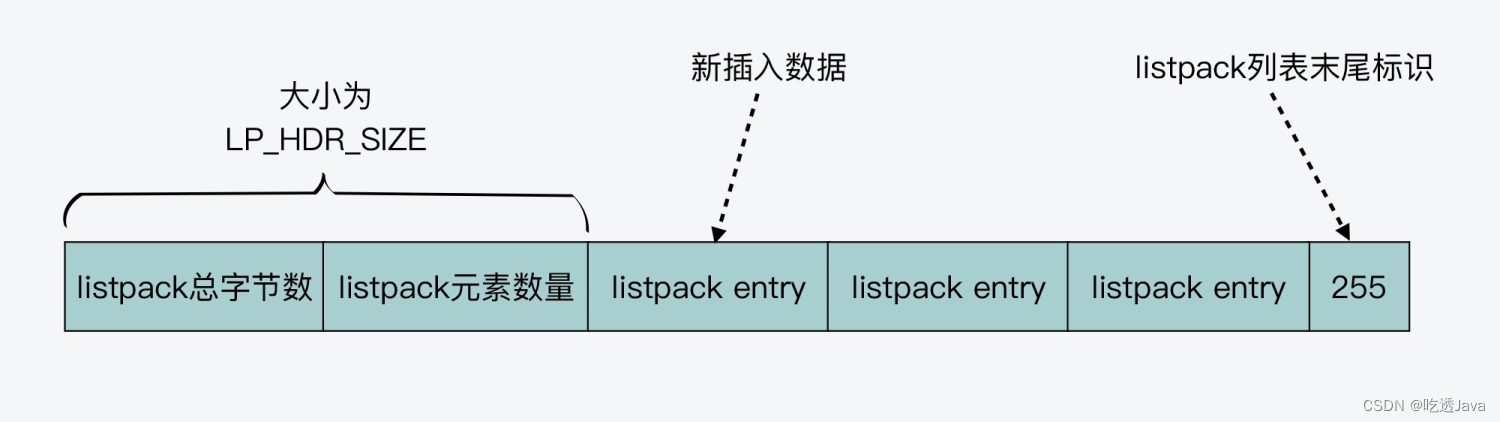 大小为
LP_HDR_SIZE
新插入数据
listpack列表末尾标识
listpack总字节数
listpack元素数量
listpack entry
listpack entry
listpack entry
255
CSDN @吃透Java